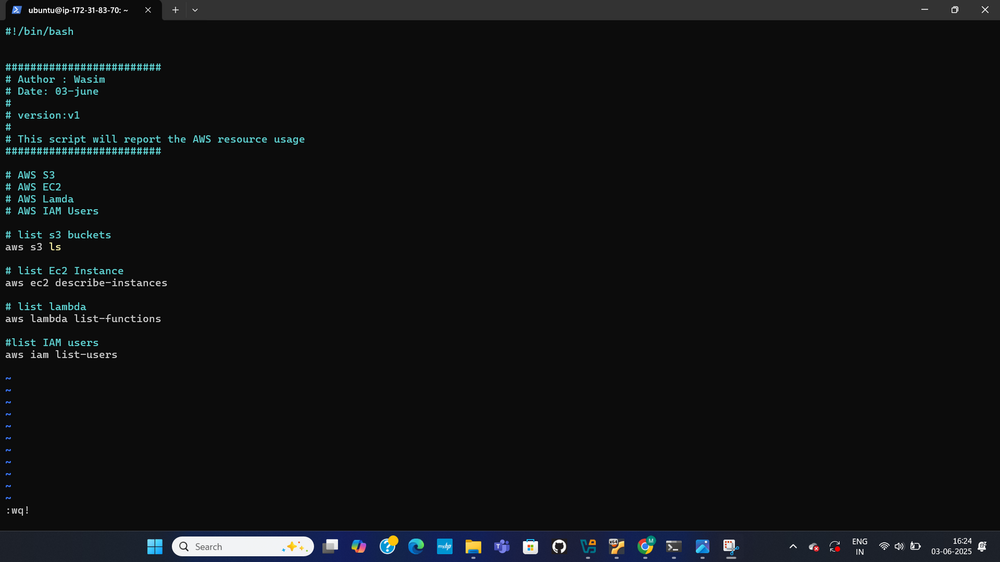 ubuntu@ip-172-31-83-70: ~
#!/bin/bash
#########################
# Author : Wasim
# Date: 03-june
#
# version:v1
#
# This script will report the AWS resource usage
#########################
# AWS S3
# AWS EC2
# AWS Lamda
# AWS IAM Users
# list s3 buckets
aws s3 ls
# list Ec2 Instance
aws ec2 describe-instances
# list lambda
aws lambda list-functions
#list IAM users
aws iam list-users
~
~
~
~
~
~
~
~
~
~
~
:wq!
Search
myhp
x64
M
ENG
IN
16:24
03-06-2025